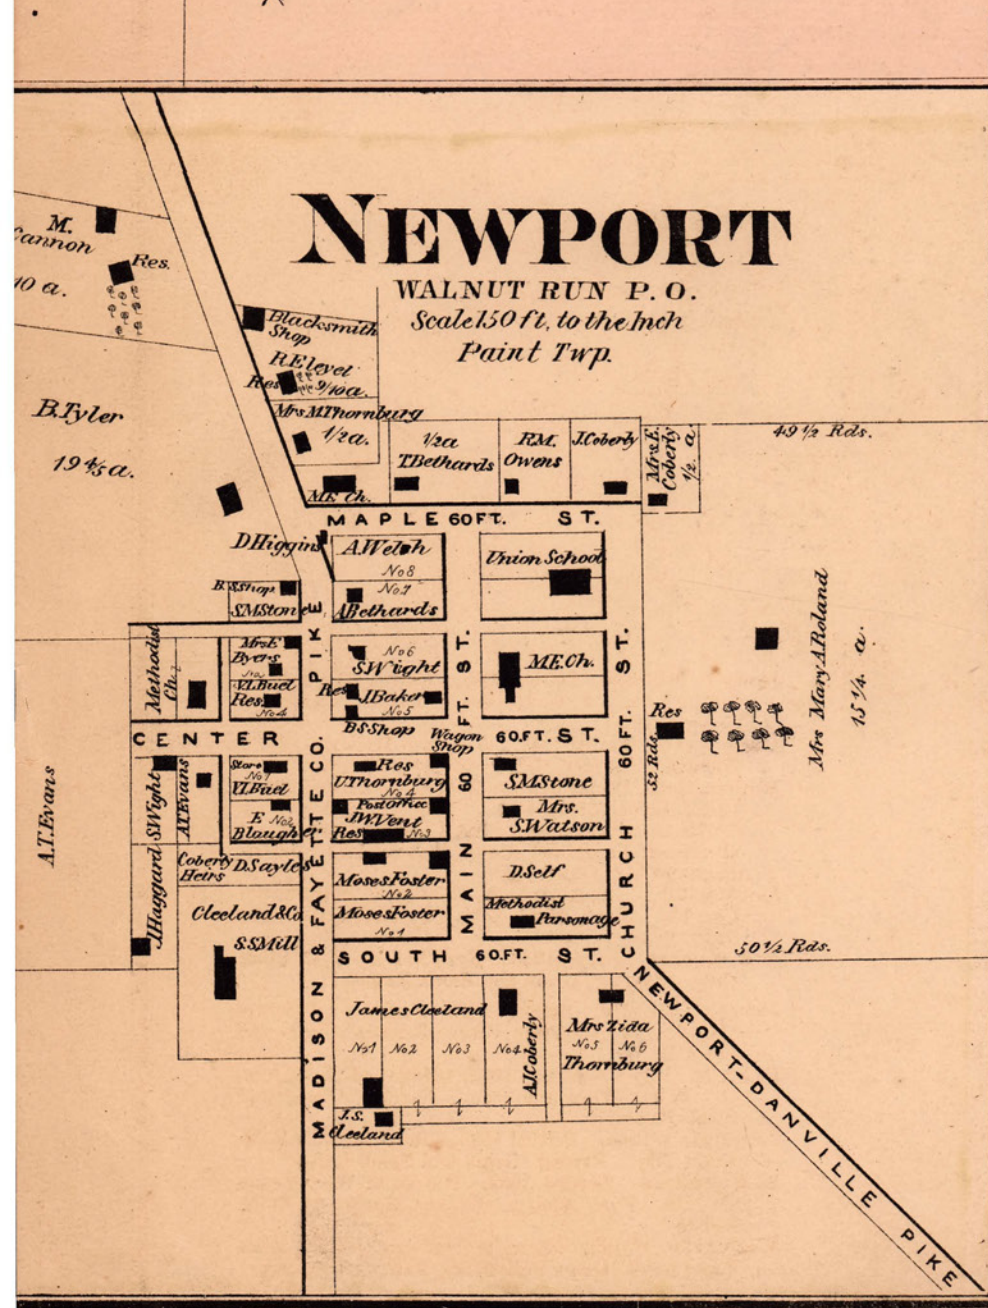 NEWPORT
WALNUT RUN P. O.
Scale 150 ft, to the Inch
Paint Twp.
M.
Cannon
Res.
10 a.
Blacksmith
Shop
R. Elevel
Res
9/10 a.
Mrs M. Thornburg
1/2 a.
B. Tyler
19 4/5 a.
1/2 a
T. Bethards
R.M.
Owens
J. Coberly
Mrs. E.
Coberly
1/2. a.
49 1/2 Rds.
M.E. Ch.
MAPLE 60 FT. ST.
D. Higgins
A. Welsh
No 8
No 7
A. Bethards
Union School
B.S. Shop
S.M. Stone
Methodist
Ch.
Mrs. E
Byers
V.L. Buel
Res.
No 4
No 6
S. Wight
Res
J. Baker
No 5
B.S. Shop
M.E. Ch.
Mrs Mary A Roland
15 1/4. a.
Res
52 Rds.
CENTER 60. FT. ST.
Wagon
Shop
A.T. Evans
S. Wight
A.T. Evans
Store
No 1
V.L. Buel
E
No 2
Blaugher
Res
U. Thornburg
No 4
Post Office
J.W. Vent
Res
No 3
S.M. Stone
Mrs.
S. Watson
J. Haggard
Coberly
Heirs
D. Sayles
Moses Foster
No 2
Moses Foster
No 1
D. Self
Methodist
Parsonage
Cleeland & Co
S.S. Mill
50 1/2 Rds.
SOUTH 60. FT. ST.
James Cleeland
No 1 No 2 No 3 No 4
A.J. Coberly
Mrs Zida
No 5 No 6
Thornburg
J.S.
Cleeland
MADISON & FAYETTE CO. PIKE
MAIN 60 FT. ST.
CHURCH 60 FT. ST.
NEWPORT-DANVILLE PIKE